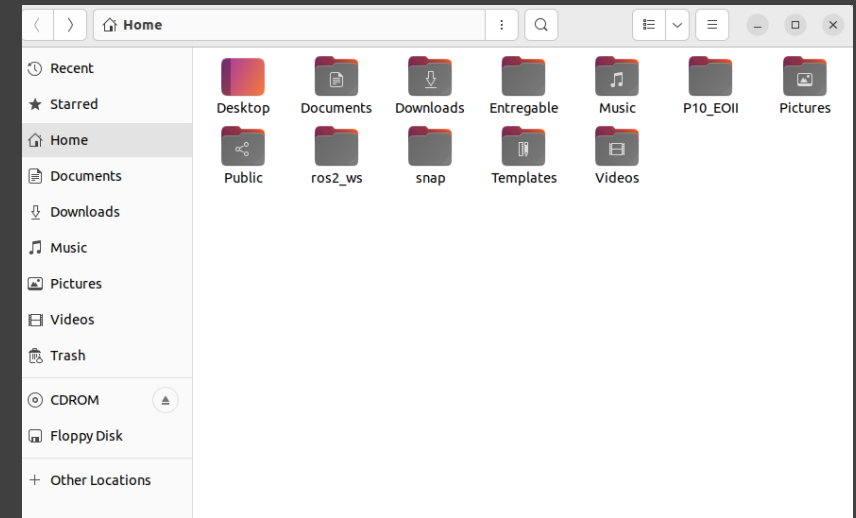 Home
Recent
Starred
Home
Documents
Downloads
Music
Pictures
Videos
Trash
CDROM
Floppy Disk
Other Locations
Desktop Documents Downloads Entregable Music P10_EOII Pictures
Public ros2_ws snap Templates Videos